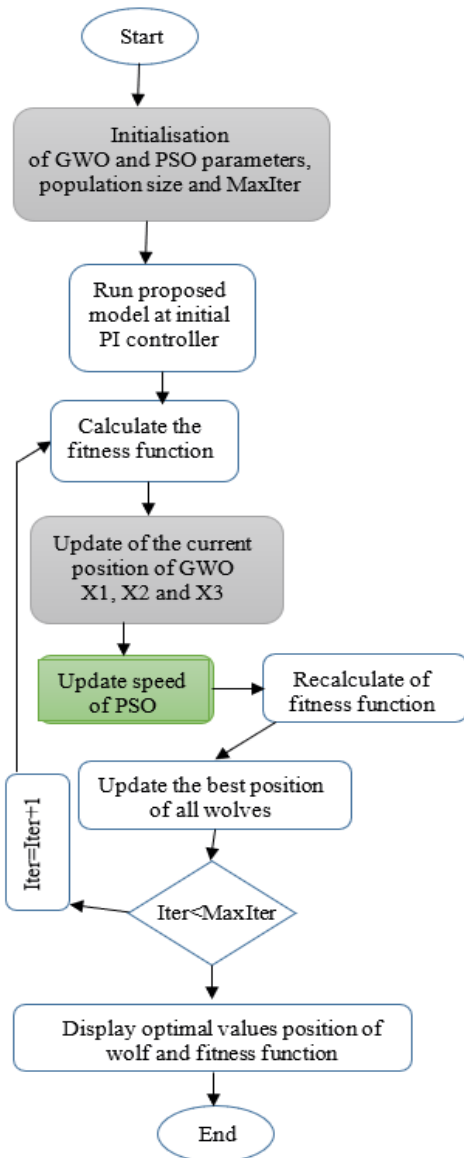 Start
Initialisation
of GWO and PSO parameters,
population size and MaxIter
Run proposed
model at initial
PI controller
Calculate the
fitness function
Update of the current
position of GWO
X1, X2 and X3
Update speed
of PSO
Recalculate of
fitness function
Update the best position
of all wolves
Iter=Iter+1
Iter<MaxIter
Display optimal values position of
wolf and fitness function
End